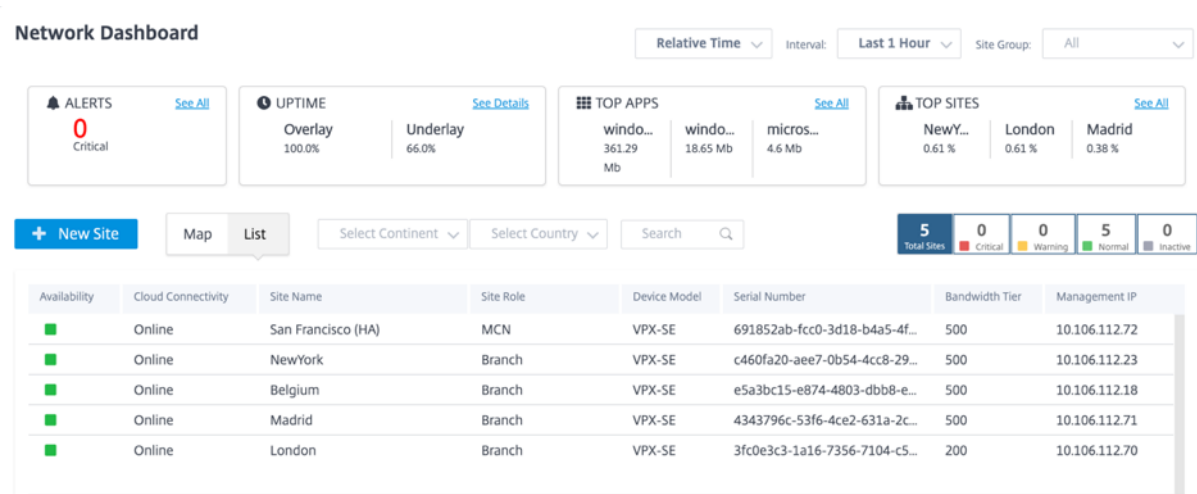 Network Dashboard
Relative Time Interval: Last 1 Hour Site Group: All
ALERTS See All
0
Critical
UPTIME See Details
Overlay Underlay
100.0% 66.0%
TOP APPS See All
windo... windo... micros...
361.29 Mb 18.65 Mb 4.6 Mb
TOP SITES See All
NewY... London Madrid
0.61 % 0.61 % 0.38 %
+ New Site Map List Select Continent Select Country Search
5 0 0 5 0
Total Sites Critical Warning Normal Inactive
Availability Cloud Connectivity Site Name Site Role Device Model Serial Number Bandwidth Tier Management IP
Online San Francisco (HA) MCN VPX-SE 691852ab-fcc0-3d18-b4a5-4f... 500 10.106.112.72
Online NewYork Branch VPX-SE c460fa20-aee7-0b54-4cc8-29... 500 10.106.112.23
Online Belgium Branch VPX-SE e5a3bc15-e874-4803-dbb8-e... 500 10.106.112.18
Online Madrid Branch VPX-SE 4343796c-53f6-4ce2-631a-2c... 500 10.106.112.71
Online London Branch VPX-SE 3fc0e3c3-1a16-7356-7104-c5... 200 10.106.112.70